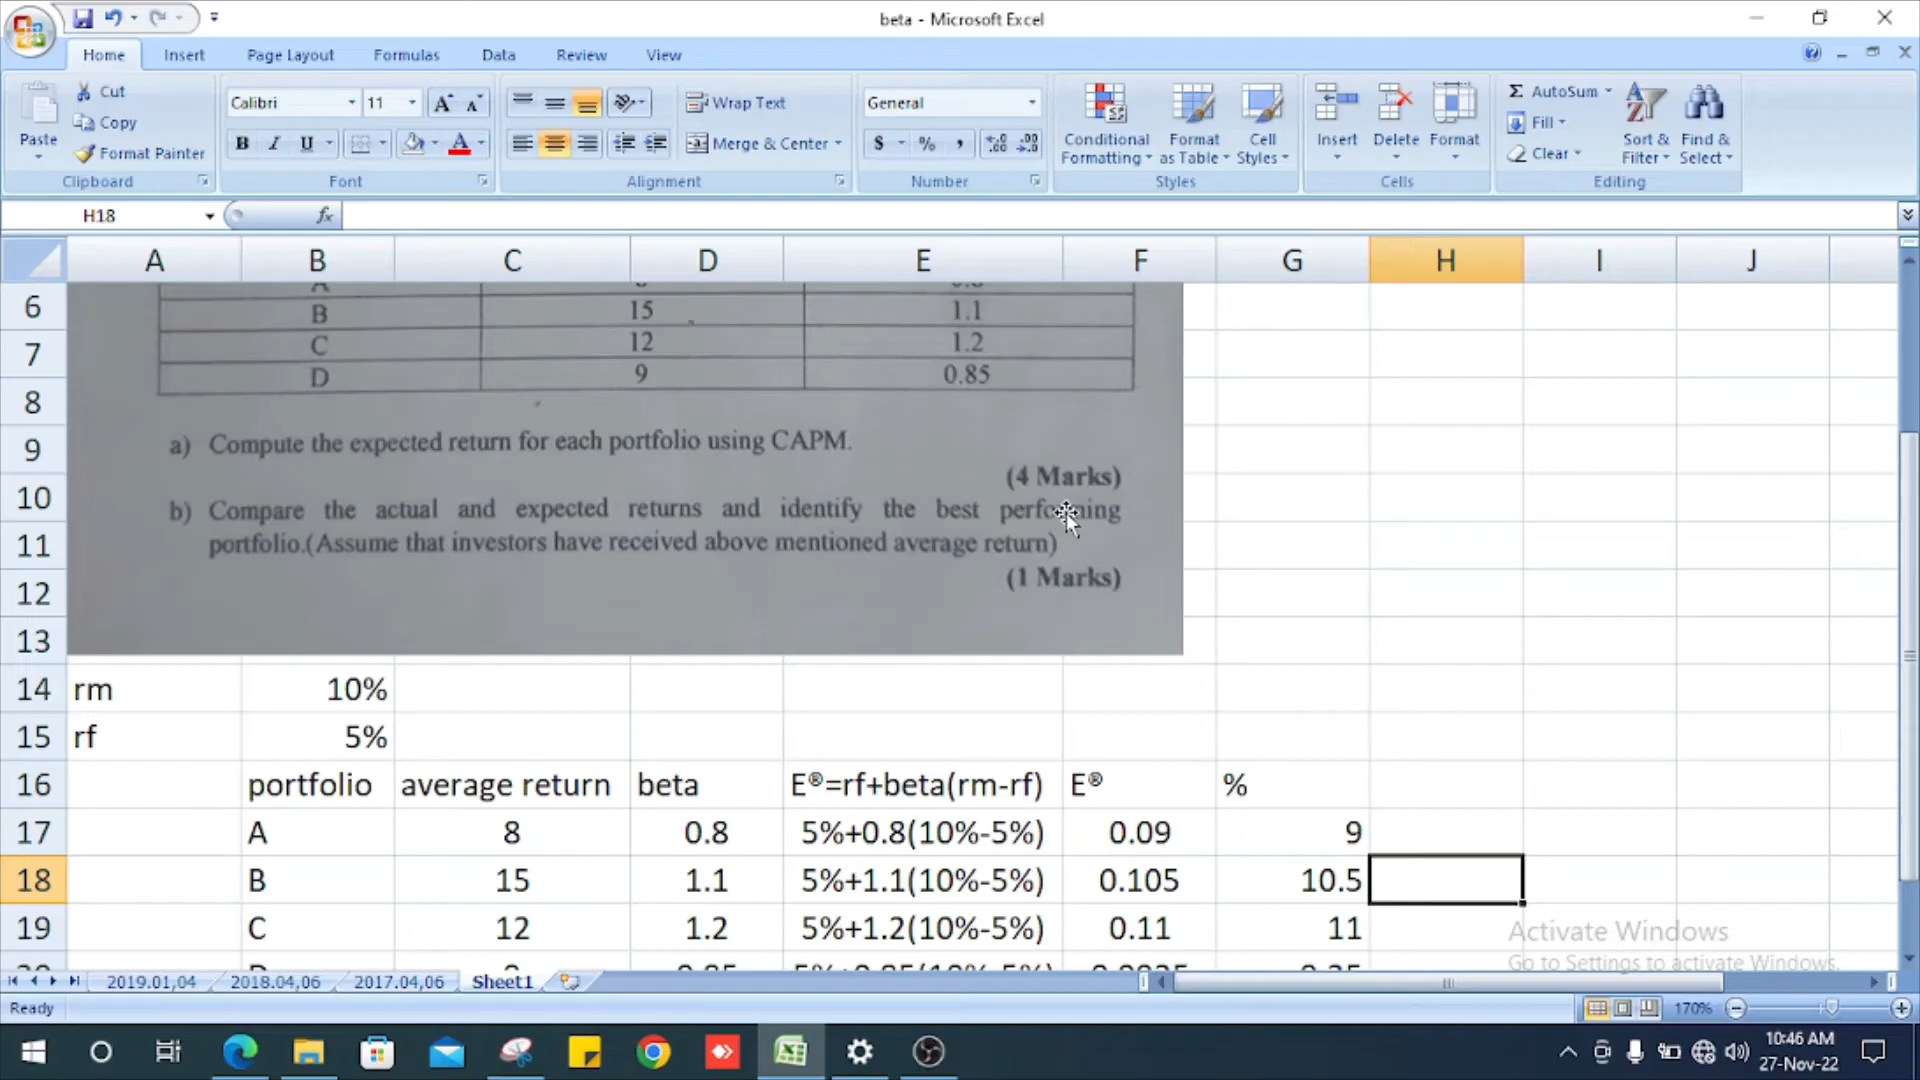 beta - Microsoft Excel
Home Insert Page Layout Formulas Data Review View
Paste
Cut
Copy
Format Painter
Clipboard
Calibri 11
B I U
Font
Wrap Text
Merge & Center
Alignment
General
$ % ,
Number
Conditional Formatting
Format as Table
Cell Styles
Styles
Insert Delete Format
Cells
AutoSum
Fill
Clear
Sort & Filter
Find & Select
Editing
H18 fx
A B C D E F G H I J
6 B 15 1.1
7 C 12 1.2
D 9 0.85
8
9 a) Compute the expected return for each portfolio using CAPM.
(4 Marks)
10 b) Compare the actual and expected returns and identify the best performing
11 portfolio.(Assume that investors have received above mentioned average return)
12 (1 Marks)
13
14 rm 10%
15 rf 5%
16 portfolio average return beta E®=rf+beta(rm-rf) E® %
17 A 8 0.8 5%+0.8(10%-5%) 0.09 9
18 B 15 1.1 5%+1.1(10%-5%) 0.105 10.5
19 C 12 1.2 5%+1.2(10%-5%) 0.11 11
Activate Windows
Go to Settings to activate Windows.
2019.01,04 2018.04,06 2017.04,06 Sheet1
Ready 170%
10:46 AM
27-Nov-22